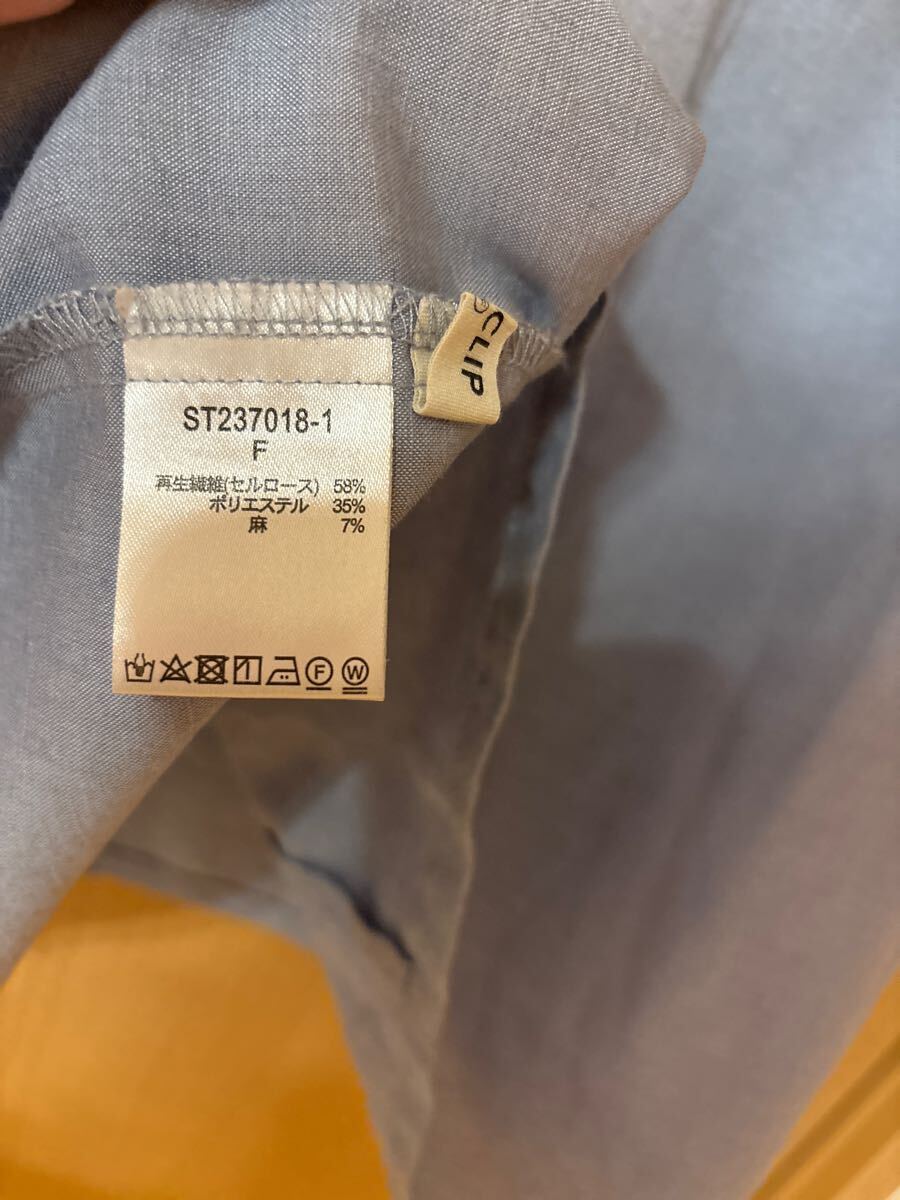 ST237018-1
F
再生繊維(セルロース) 58%
ポリエステル 35%
麻 7%
F
W
®CLIP